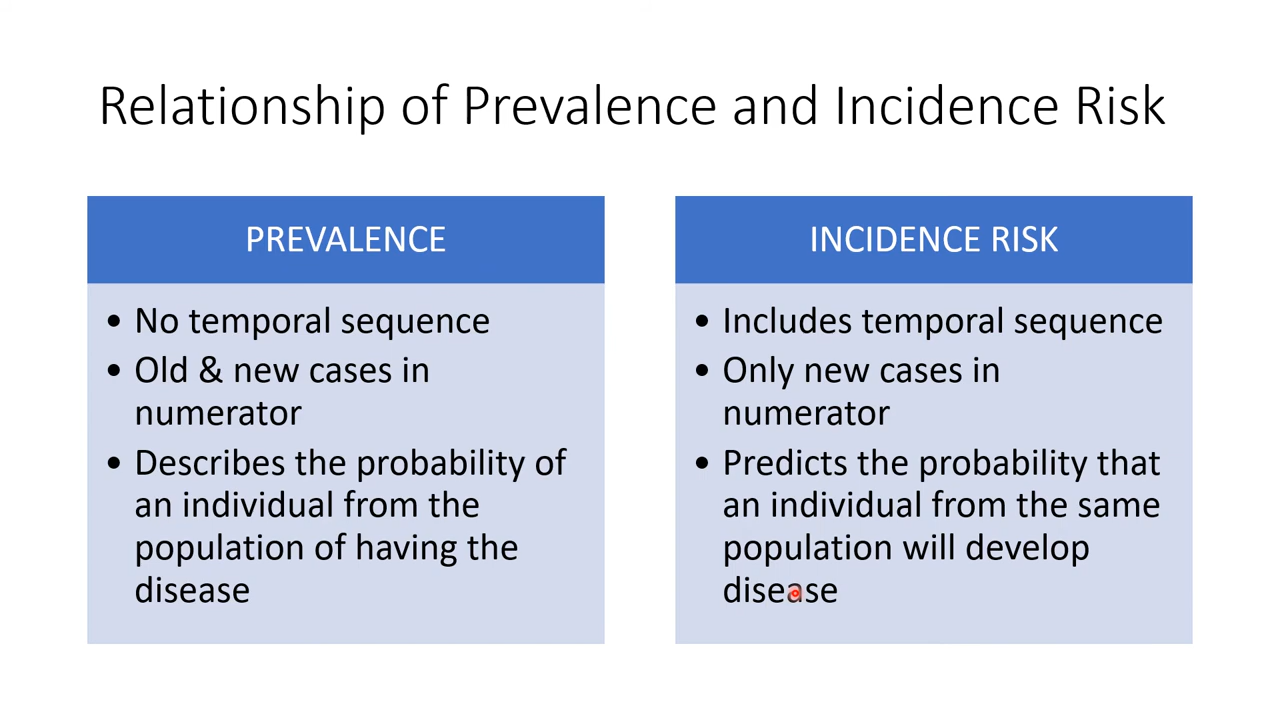 Relationship of Prevalence and Incidence Risk
PREVALENCE
• No temporal sequence
• Old & new cases in
numerator
• Describes the probability of
an individual from the
population of having the
disease
INCIDENCE RISK
• Includes temporal sequence
• Only new cases in
numerator
• Predicts the probability that
an individual from the same
population will develop
disease